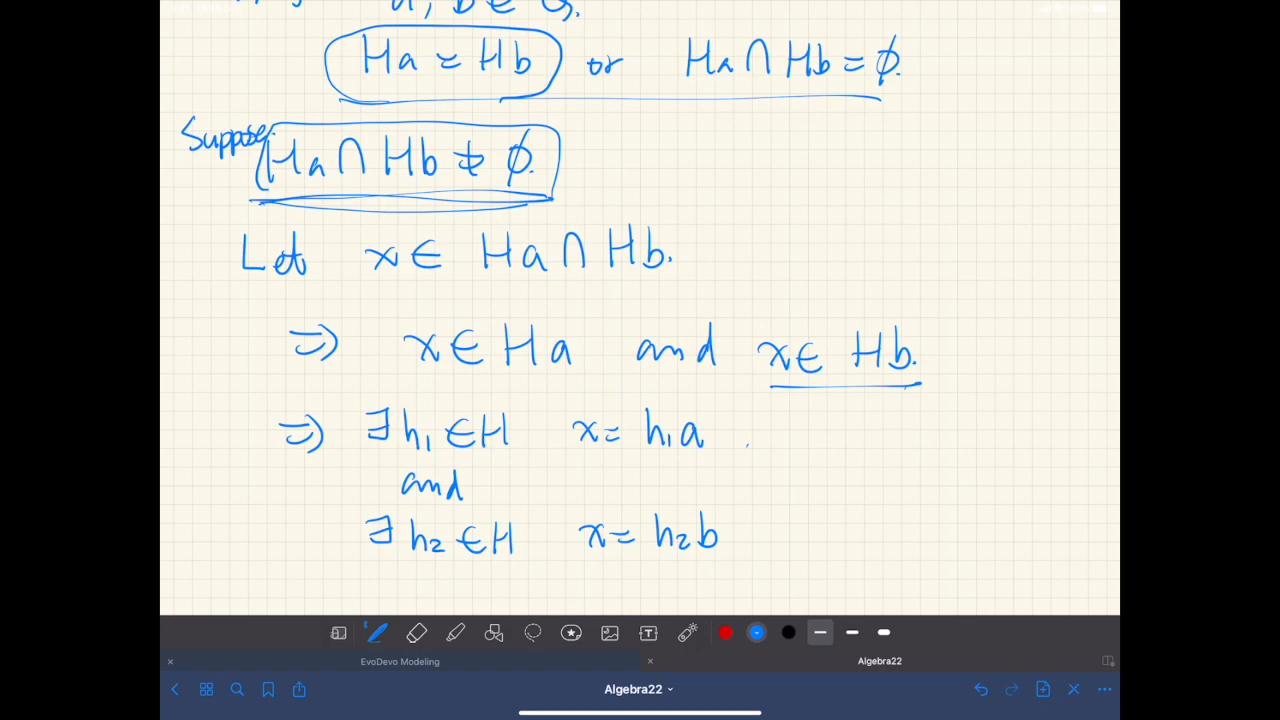 a, b ∈ G.
Ha = Hb or Ha ∩ Hb = ∅.
Suppose Ha ∩ Hb ≠ ∅.
Let x ∈ Ha ∩ Hb.
⇒ x ∈ Ha and x ∈ Hb.
⇒ ∃ h₁ ∈ H x = h₁a
and
∃ h₂ ∈ H x = h₂b
EvoDevo Modeling
Algebra22
Algebra22